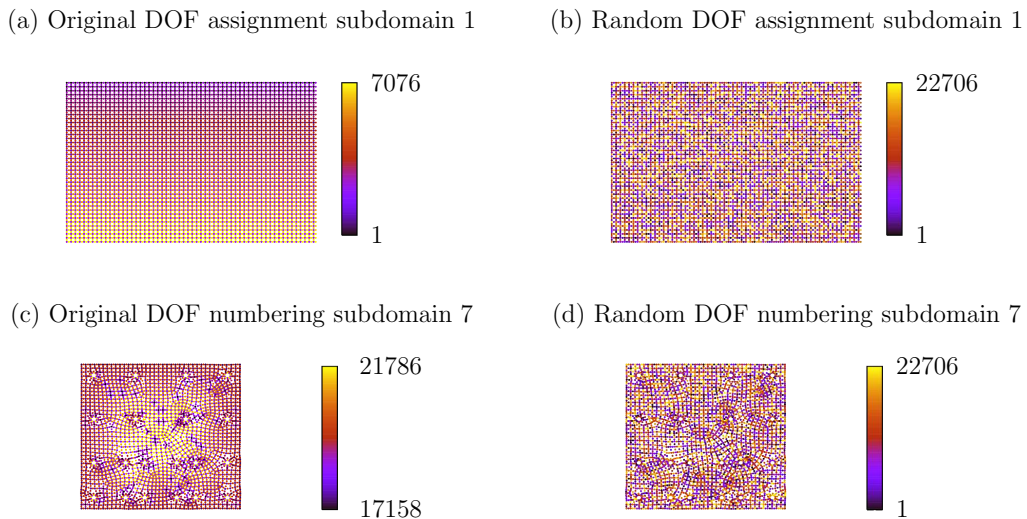 (a) Original DOF assignment subdomain 1
(b) Random DOF assignment subdomain 1
7076
1
22706
1
(c) Original DOF numbering subdomain 7
(d) Random DOF numbering subdomain 7
21786
17158
22706
1